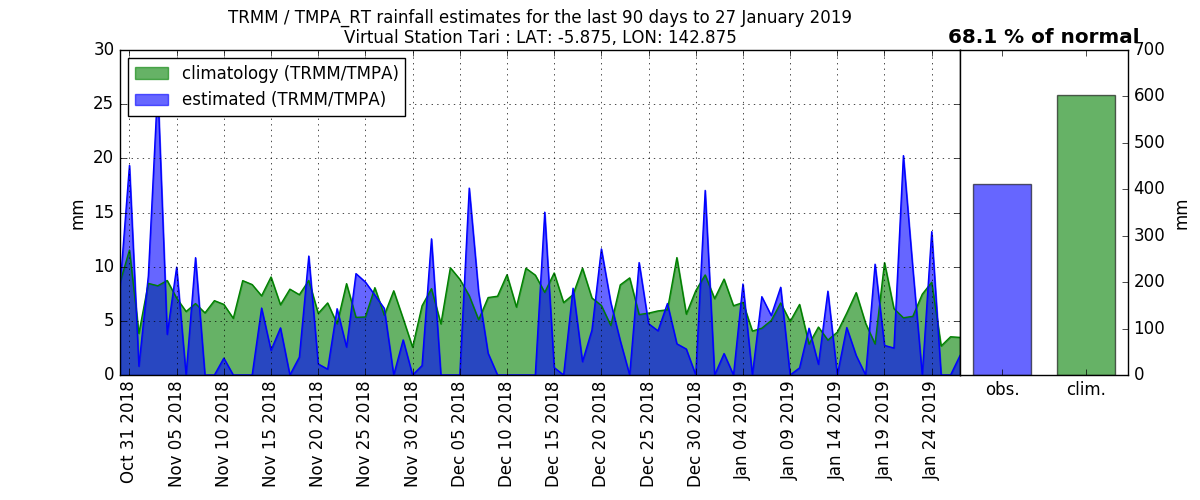 TRMM / TMPA_RT rainfall estimates for the last 90 days to 27 January 2019
Virtual Station Tari : LAT: -5.875, LON: 142.875
68.1 % of normal
climatology (TRMM/TMPA)
estimated (TRMM/TMPA)
30
25
20
15
10
5
0
mm
Oct 31 2018
Nov 05 2018
Nov 10 2018
Nov 15 2018
Nov 20 2018
Nov 25 2018
Nov 30 2018
Dec 05 2018
Dec 10 2018
Dec 15 2018
Dec 20 2018
Dec 25 2018
Dec 30 2018
Jan 04 2019
Jan 09 2019
Jan 14 2019
Jan 19 2019
Jan 24 2019
obs.
clim.
700
600
500
400
300
200
100
0
mm